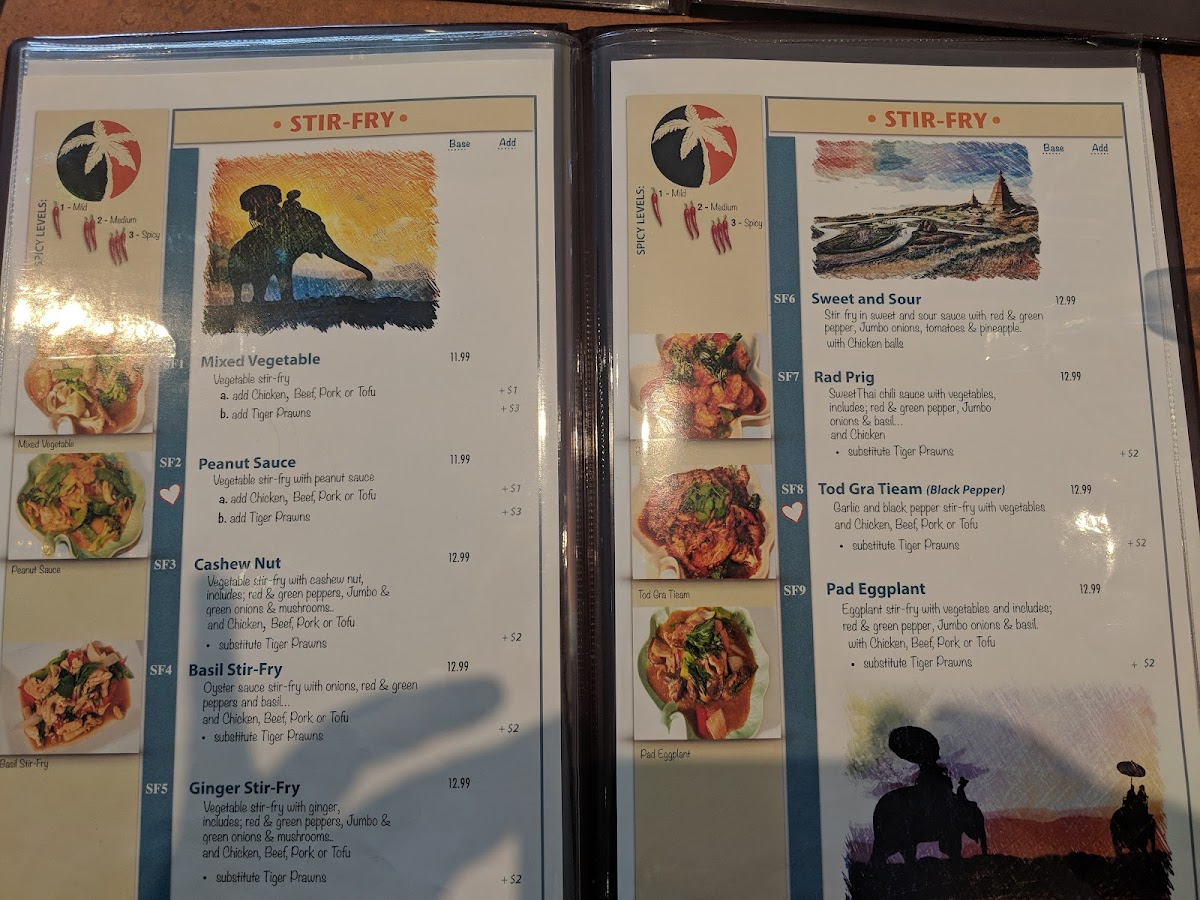 • STIR-FRY •
Base Add
SPICY LEVELS:
1 - Mild
2 - Medium
3 - Spicy
SF1 Mixed Vegetable 11.99
Vegetable stir-fry
a. add Chicken, Beef, Pork or Tofu +$1
b. add Tiger Prawns +$3
Mixed Vegetable
SF2 Peanut Sauce 11.99
Vegetable stir-fry with peanut sauce
a. add Chicken, Beef, Pork or Tofu +$1
b. add Tiger Prawns +$3
Peanut Sauce
SF3 Cashew Nut 12.99
Vegetable stir-fry with cashew nut,
includes; red & green peppers, Jumbo &
green onions & mushrooms..
and Chicken, Beef, Pork or Tofu
• substitute Tiger Prawns +$2
SF4 Basil Stir-Fry 12.99
Oyster sauce stir-fry with onions, red & green
peppers and basil...
and Chicken, Beef, Pork or Tofu
• substitute Tiger Prawns +$2
Basil Stir-Fry
SF5 Ginger Stir-Fry 12.99
Vegetable stir-fry with ginger,
includes; red & green peppers, Jumbo &
green onions & mushrooms..
and Chicken, Beef, Pork or Tofu
• substitute Tiger Prawns +$2
• STIR-FRY •
Base Add
SPICY LEVELS:
1 - Mild
2 - Medium
3 - Spicy
SF6 Sweet and Sour 12.99
Stir fry in sweet and sour sauce with red & green
pepper, Jumbo onions, tomatoes & pineapple.
with Chicken balls
SF7 Rad Prig 12.99
SweetThai chili sauce with vegetables,
includes; red & green pepper, Jumbo
onions & basil...
and Chicken
• substitute Tiger Prawns +$2
SF8 Tod Gra Tieam (Black Pepper) 12.99
Garlic and black pepper stir-fry with vegetables
and Chicken, Beef, Pork or Tofu
• substitute Tiger Prawns +$2
Tod Gra Tieam
SF9 Pad Eggplant 12.99
Eggplant stir-fry with vegetables and includes;
red & green pepper, Jumbo onions & basil.
with Chicken, Beef, Pork or Tofu
• substitute Tiger Prawns + $2
Pad Eggplant